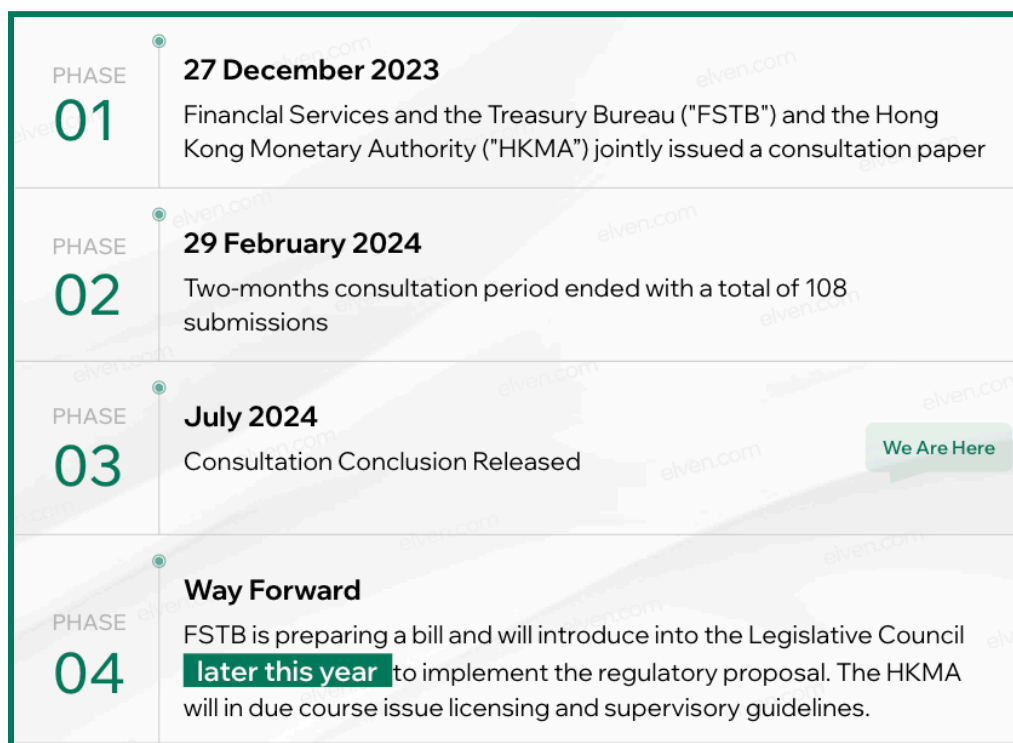 PHASE
01
27 December 2023
Financlal Services and the Treasury Bureau ("FSTB") and the Hong
Kong Monetary Authority ("HKMA”) jointly issued a consultation paper
PHASE
02
29 February 2024
Two-months consultation period ended with a total of 108
submissions
PHASE
03
July 2024
Consultation Conclusion Released
We Are Here
PHASE
04
Way Forward
FSTB is preparing a bill and will introduce into the Legislative Council
later this year to implement the regulatory proposal. The HKMA
will in due course issue licensing and supervisory guidelines.
elven.com